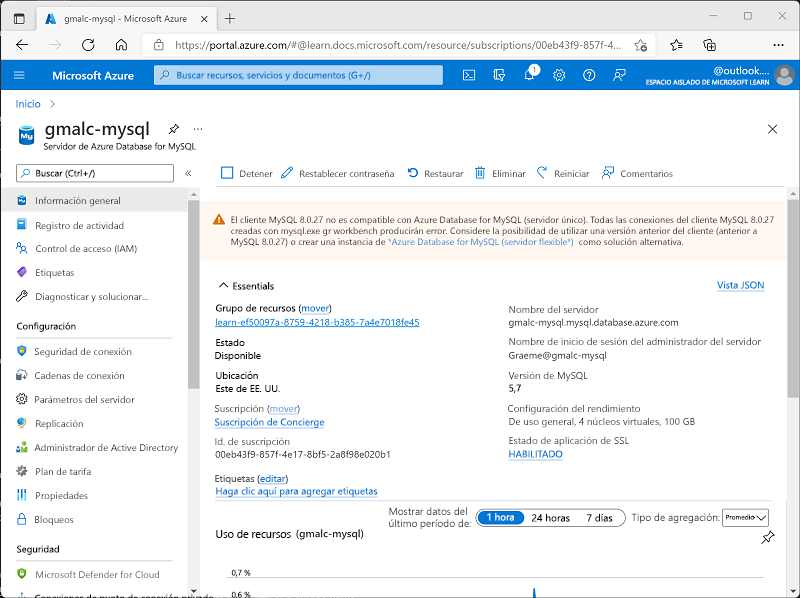 gmalc-mysql - Microsoft Azure
https://portal.azure.com/#@learn.docs.microsoft.com/resource/subscriptions/00eb43f9-857f-4...
Microsoft Azure
Buscar recursos, servicios y documentos (G+/)
1
@outlook....
ESPACIO AISLADO DE MICROSOFT LEARN
Inicio
My
gmalc-mysql
Servidor de Azure Database for MySQL
Buscar (Ctrl+/)
Información general
Registro de actividad
Control de acceso (IAM)
Etiquetas
Diagnosticar y solucionar...
Configuración
Seguridad de conexión
Cadenas de conexión
Parámetros del servidor
Replicación
Administrador de Active Directory
Plan de tarifa
Propiedades
Bloqueos
Seguridad
Microsoft Defender for Cloud
Conexiones de punto de conexión privado
Detener
Restablecer contraseña
Restaurar
Eliminar
Reiniciar
Comentarios
El cliente MySQL 8.0.27 no es compatible con Azure Database for MySQL (servidor único). Todas las conexiones del cliente MySQL 8.0.27
creadas con mysql.exe gr workbench producirán error. Considere la posibilidad de utilizar una versión anterior del cliente (anterior a
MySQL 8.0.27) o crear una instancia de *Azure Database for MySQL (servidor flexible*) como solución alternativa.
Essentials
Vista JSON
Grupo de recursos (mover)
learn-ef50097a-8759-4218-b385-7a4e7018fe45
Estado
Disponible
Ubicación
Este de EE. UU.
Suscripción (mover)
Suscripción de Concierge
Id. de suscripción
00eb43f9-857f-4e17-8bf5-2a8f98e020b1
Etiquetas (editar)
Haga clic aquí para agregar etiquetas
Nombre del servidor
gmalc-mysql.mysql.database.azure.com
Nombre de inicio de sesión del administrador del servidor
Graeme@gmalc-mysql
Versión de MySQL
5,7
Configuración del rendimiento
De uso general, 4 núcleos virtuales, 100 GB
Estado de aplicación de SSL
HABILITADO
Mostrar datos del
último período de:
1 hora
24 horas
7 días
Tipo de agregación:
Promedio
Uso de recursos (gmalc-mysql)
0,7 %
0,6 %